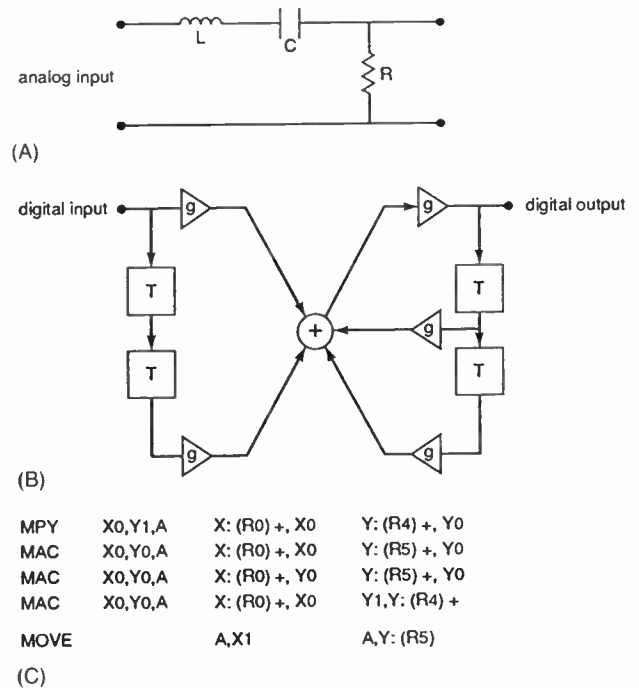 L
C
R
analog input
(A)
digital input
g
g
digital output
T
T
+
g
T
T
g
g
(B)
MPY X0,Y1,A X: (R0) +, X0 Y: (R4) +, Y0
MAC X0,Y0,A X: (R0) +, X0 Y: (R5) +, Y0
MAC X0,Y0,A X: (R0) +, Y0 Y: (R5) +, Y0
MAC X0,Y0,A X: (R0) +, X0 Y1,Y: (R4) +
MOVE A,X1 A,Y: (R5)
(C)